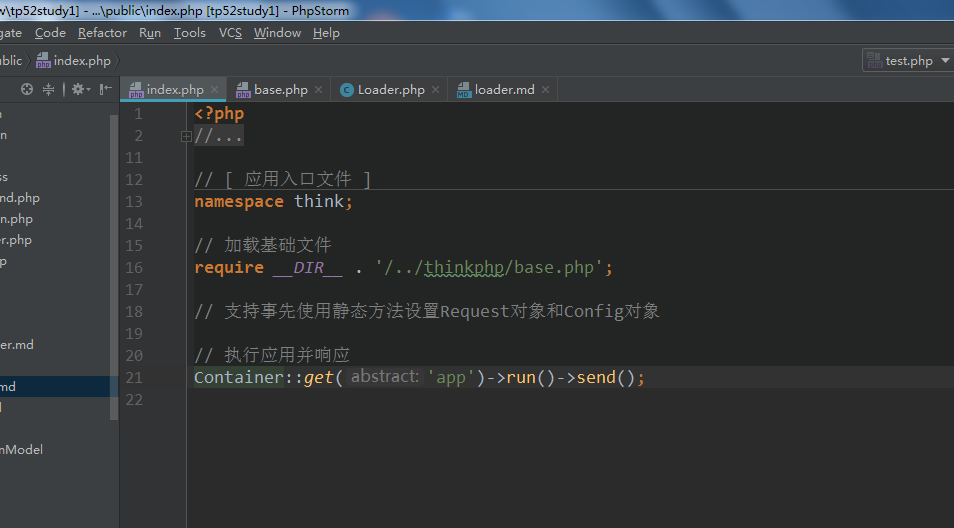 w\tp52study1] - ...\public\index.php [tp52study1] - PhpStorm
gate Code Refactor Run Tools VCS Window Help
ublic index.php test.php
index.php base.php Loader.php loader.md
1 <?php
2 //...
11
12 // [ 应用入口文件 ]
13 namespace think;
14
15 // 加载基础文件
16 require __DIR__ . '/../thinkphp/base.php';
17
18 // 支持事先使用静态方法设置Request对象和Config对象
19
20 // 执行应用并响应
21 Container::get( abstract: 'app')->run()->send();
22
n
ss
nd.php
n.php
er.php
p
er.md
md
nModel